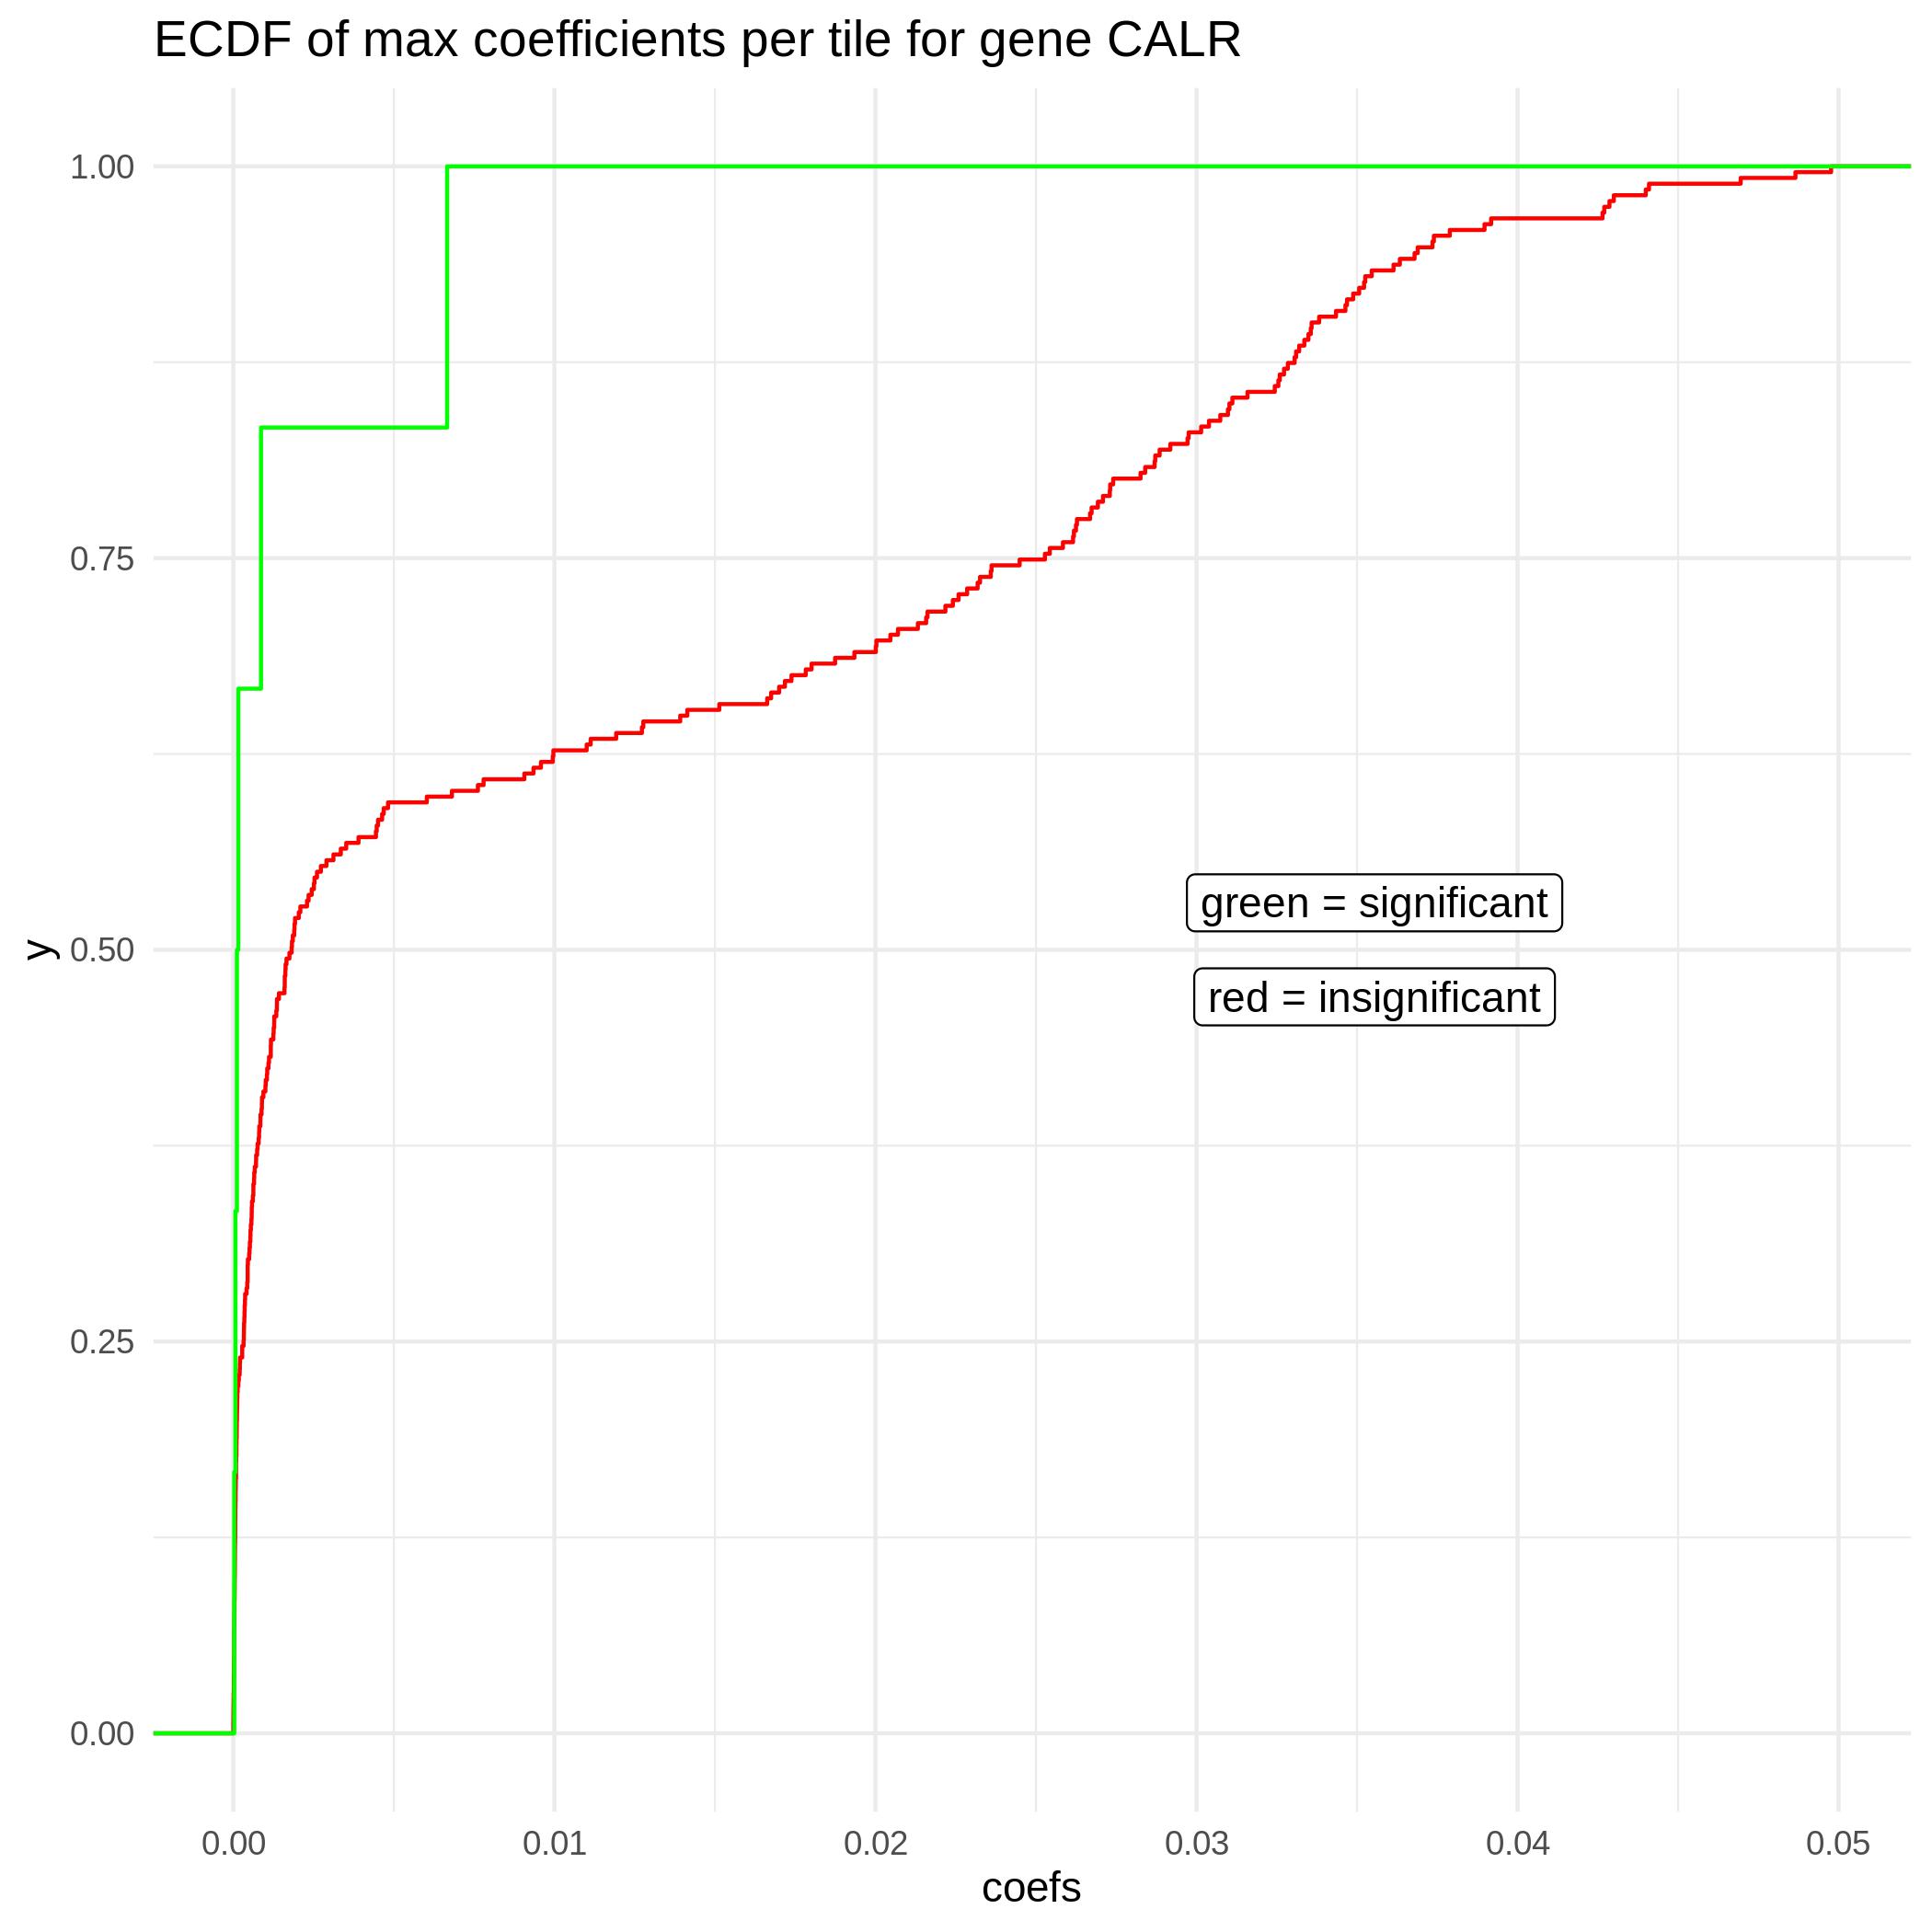 ECDF of max coefficients per tile for gene CALR
1.00
0.75
0.50
0.25
0.00
y
green = significant
red = insignificant
0.00 0.01 0.02 0.03 0.04 0.05
coefs